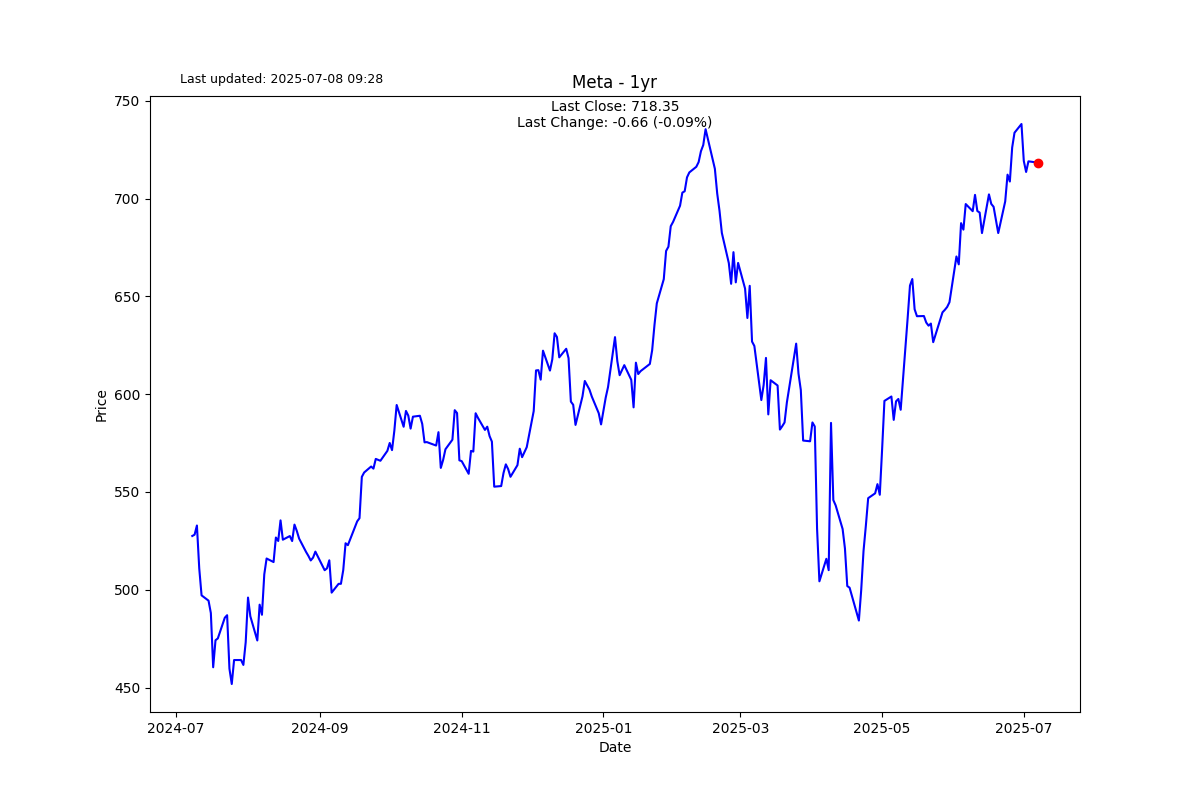 Last updated: 2025-07-08 09:28
Meta - 1yr
Last Close: 718.35
Last Change: -0.66 (-0.09%)
750
700
650
600
550
500
450
Price
2024-07
2024-09
2024-11
2025-01
2025-03
2025-05
2025-07
Date